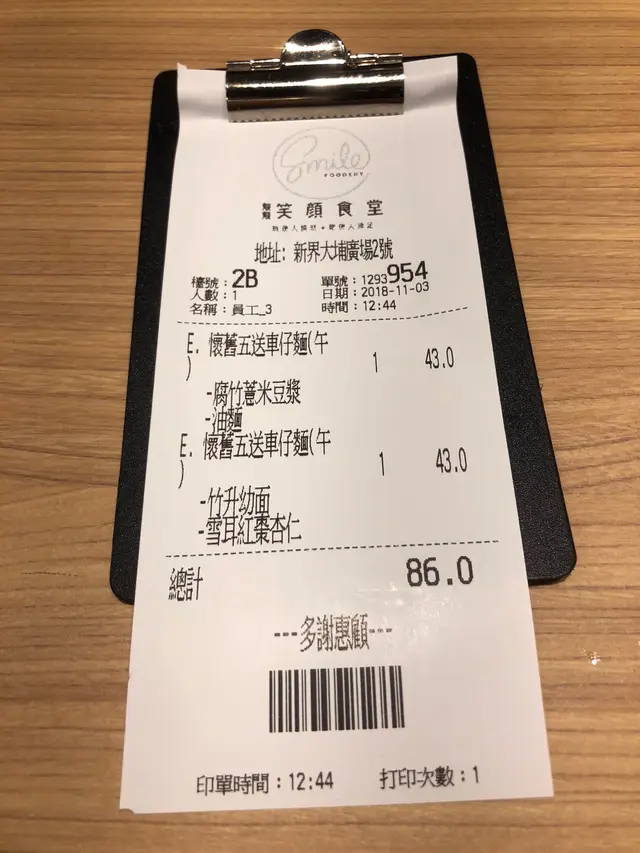 Smile
FOODERY
笑顏食堂
地址: 新界大埔廣場2號
檯號:2B 單號:1293954
人數:1 日期:2018-11-03
名稱:員工_3 時間:12:44
E. 懷舊五送車仔麵(午 1 43.0
)
-腐竹薏米豆漿
-油麵
E. 懷舊五送車仔麵(午 1 43.0
)
-竹升幼面
-雪耳紅棗杏仁
總計 86.0
---多謝惠顧---
印單時間:12:44 打印次數:1